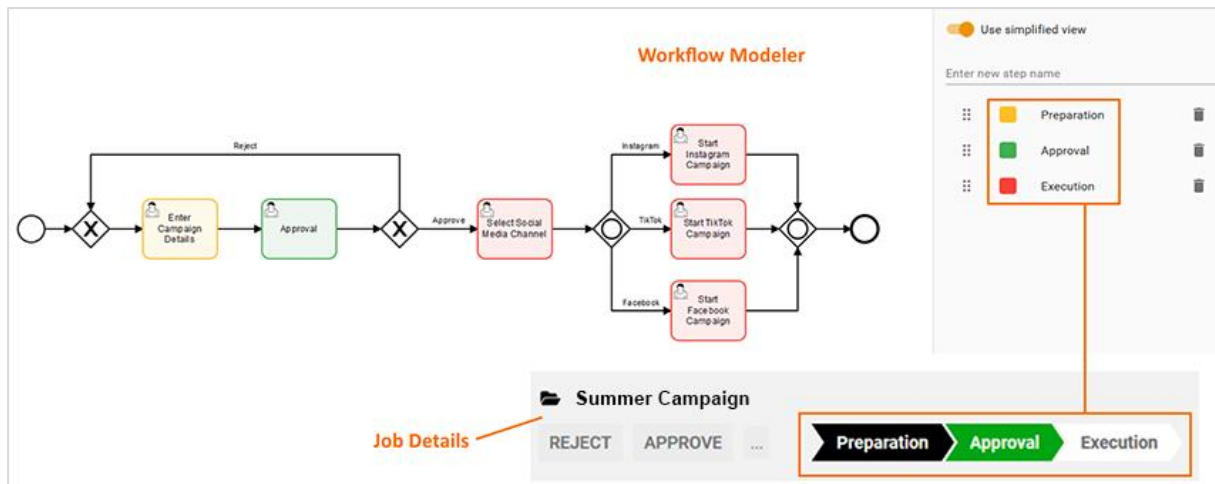 Workflow Modeler
Use simplified view
Enter new step name
Preparation
Approval
Execution
Reject
Enter
Campaign
Details
Approval
Approve
Select Social
Media Channel
Instagram
Start
Instagram
Campaign
TikTok
Start TikTok
Campaign
Facebook
Start
Facebook
Campaign
Job Details
Summer Campaign
REJECT APPROVE ...
Preparation Approval Execution